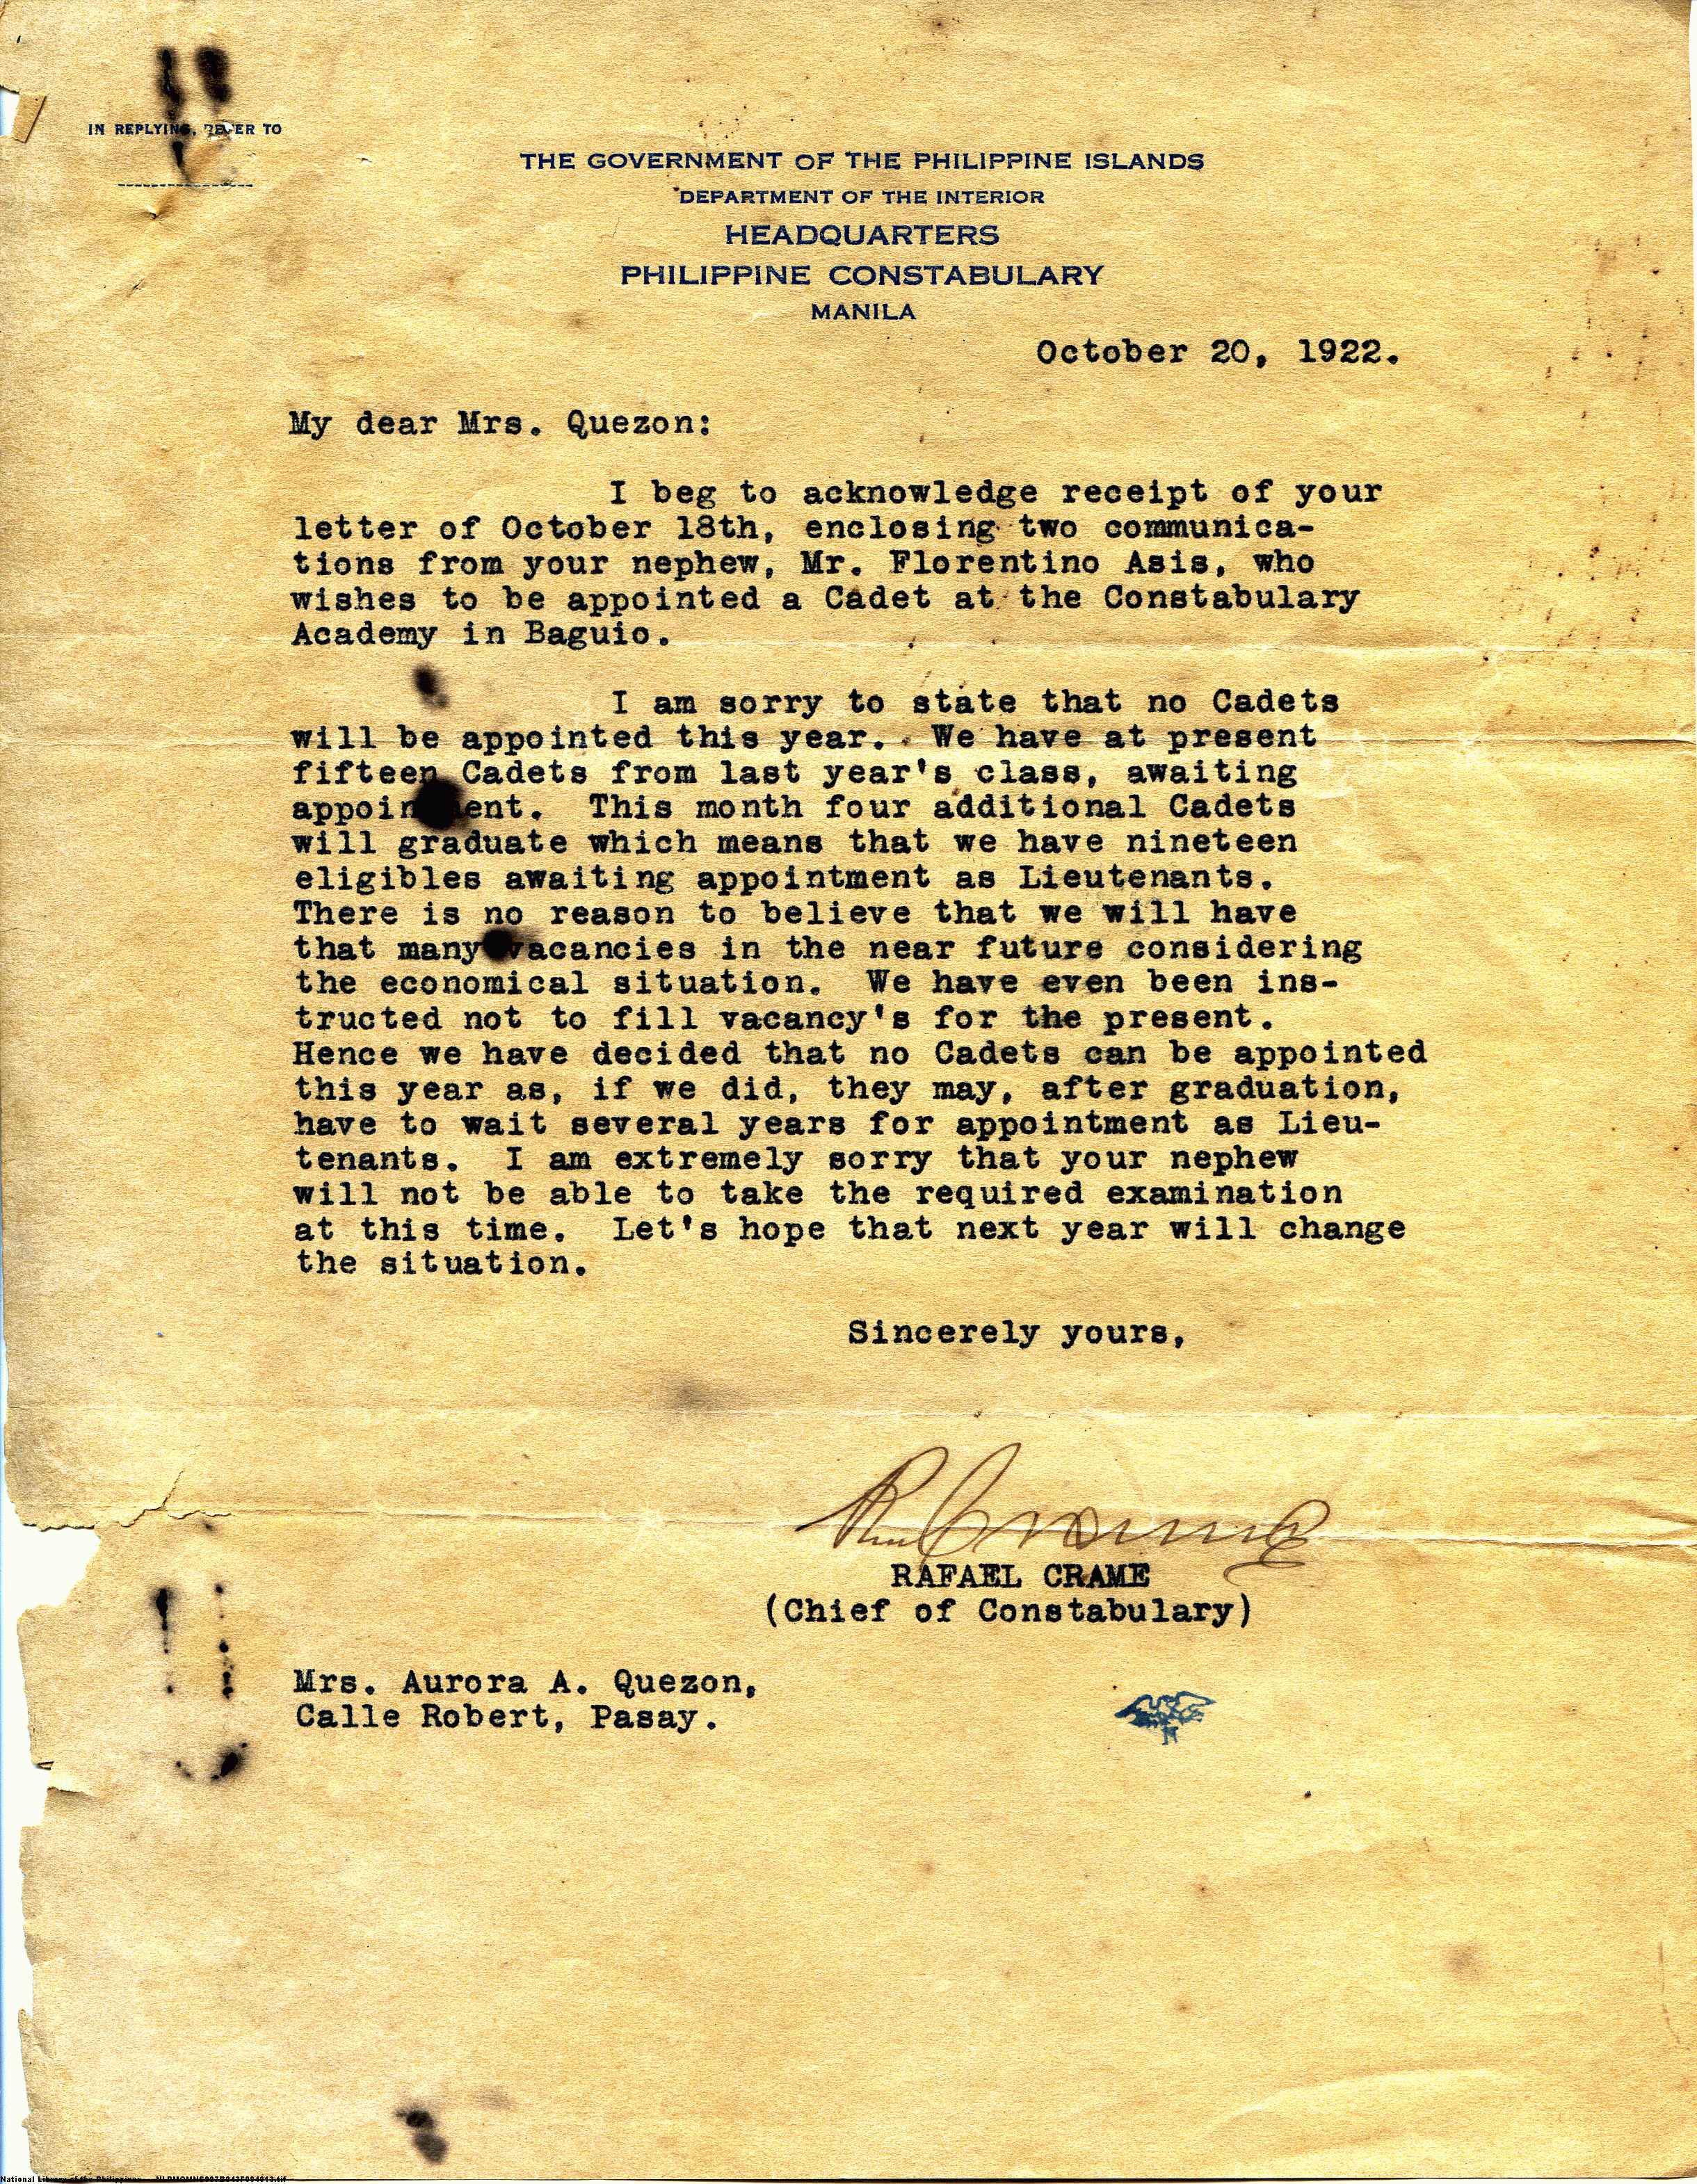 IN REPLYING, REFER TO
THE GOVERNMENT OF THE PHILIPPINE ISLANDS
DEPARTMENT OF THE INTERIOR
HEADQUARTERS
PHILIPPINE CONSTABULARY
MANILA
October 20, 1922.
My dear Mrs. Quezon:
I beg to acknowledge receipt of your
letter of October 18th, enclosing two communica-
tions from your nephew, Mr. Florentino Asis, who
wishes to be appointed a Cadet at the Constabulary
Academy in Baguio.
I am sorry to state that no Cadets
will be appointed this year. We have at present
fifteen Cadets from last year's class, awaiting
appointment. This month four additional Cadets
will graduate which means that we have nineteen
eligibles awaiting appointment as Lieutenants.
There is no reason to believe that we will have
that many vacancies in the near future considering
the economical situation. We have even been ins-
tructed not to fill vacancy's for the present.
Hence we have decided that no Cadets can be appointed
this year as, if we did, they may, after graduation,
have to wait several years for appointment as Lieu-
tenants. I am extremely sorry that your nephew
will not be able to take the required examination
at this time. Let's hope that next year will change
the situation.
Sincerely yours,
RCrame
RAFAEL CRAME
(Chief of Constabulary)
Mrs. Aurora A. Quezon,
Calle Robert, Pasay.
National Library of the Philippines